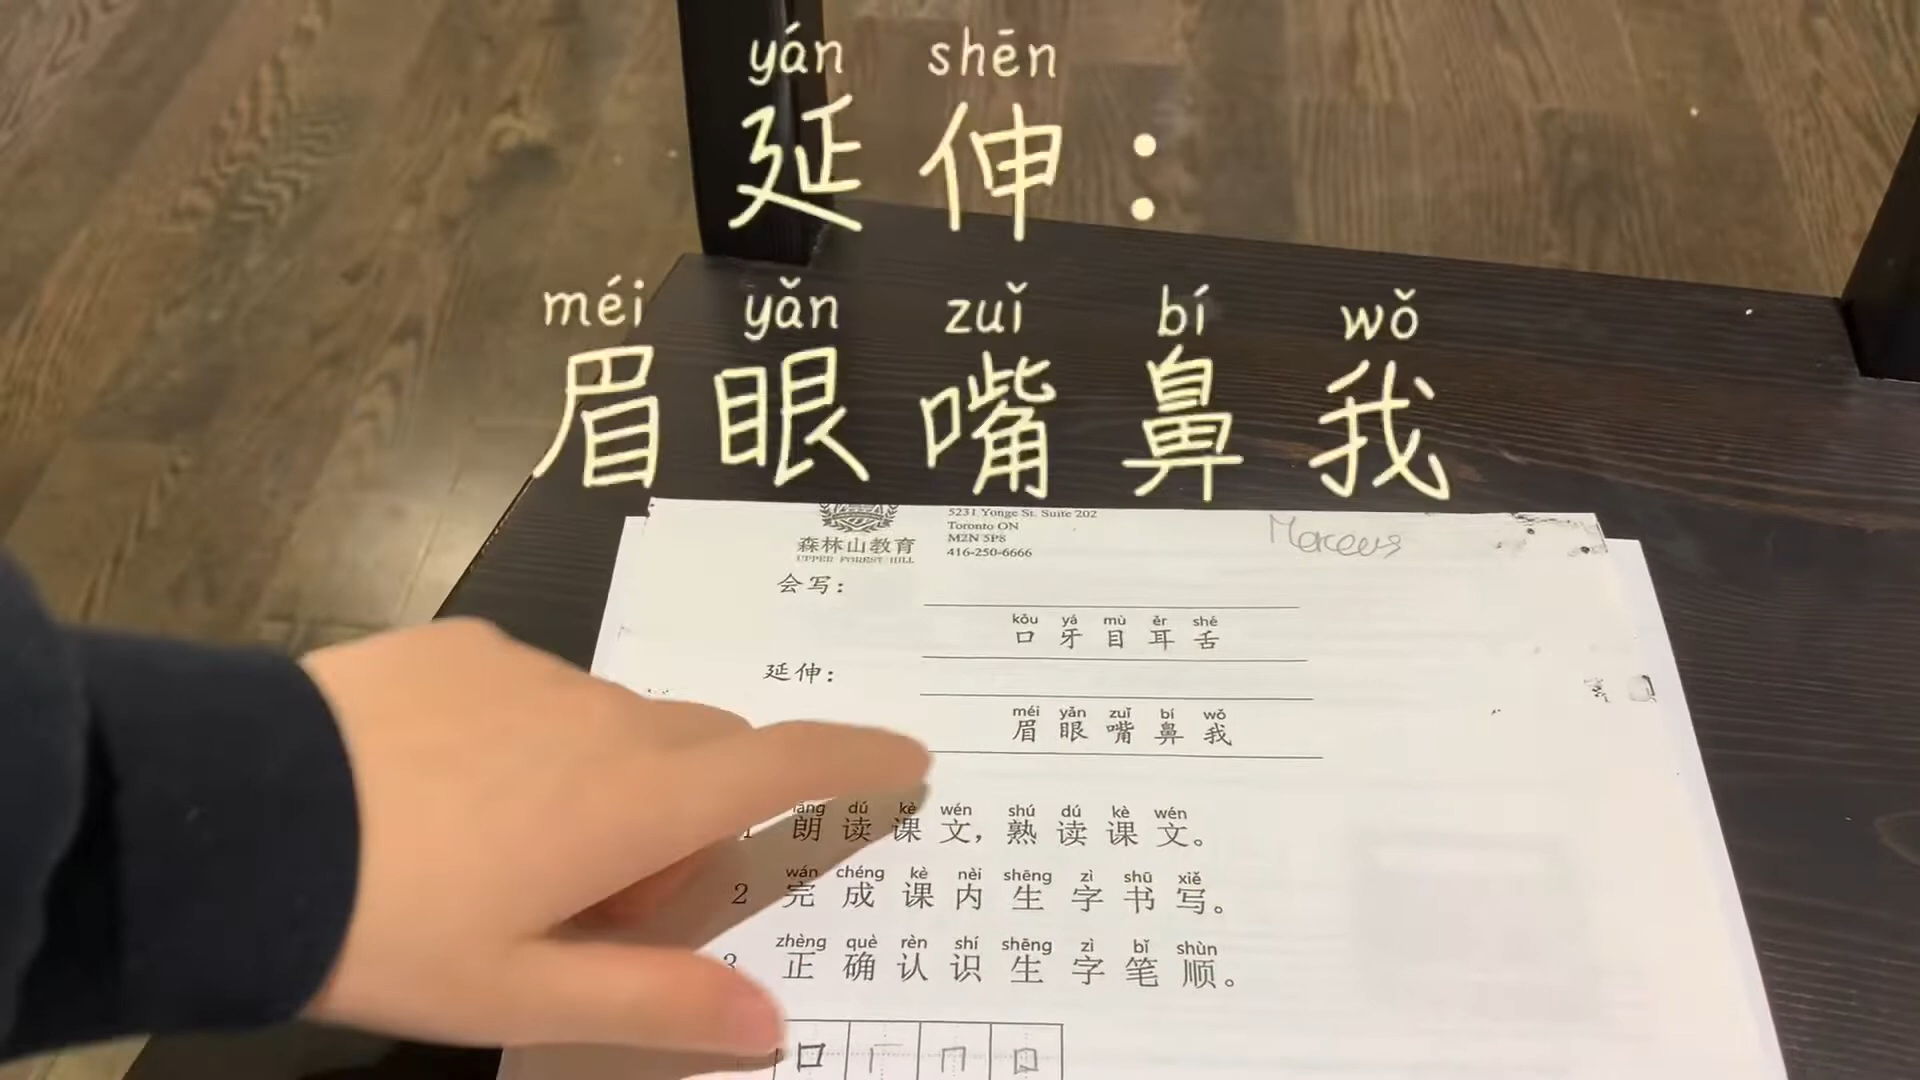 yán shēn
延伸：
méi yǎn zuǐ bí wǒ
眉眼嘴鼻我
5231 Yonge St. Suite 202
Toronto ON
M2N 5P8
416-250-6666
森林山教育
UPPER FOREST HILL
会写：
kǒu yá mù ěr shé
口牙目耳舌
延伸：
méi yǎn zuǐ bí wǒ
眉眼嘴鼻我
dú kè wén shú dú kè wén
1 朗读课文，熟读课文。
wán chéng kè nèi shēng zì shū xiě
2 完成课内生字书写。
zhèng què rèn shí shēng zì bǐ shùn
3 正确认识生字笔顺。
口